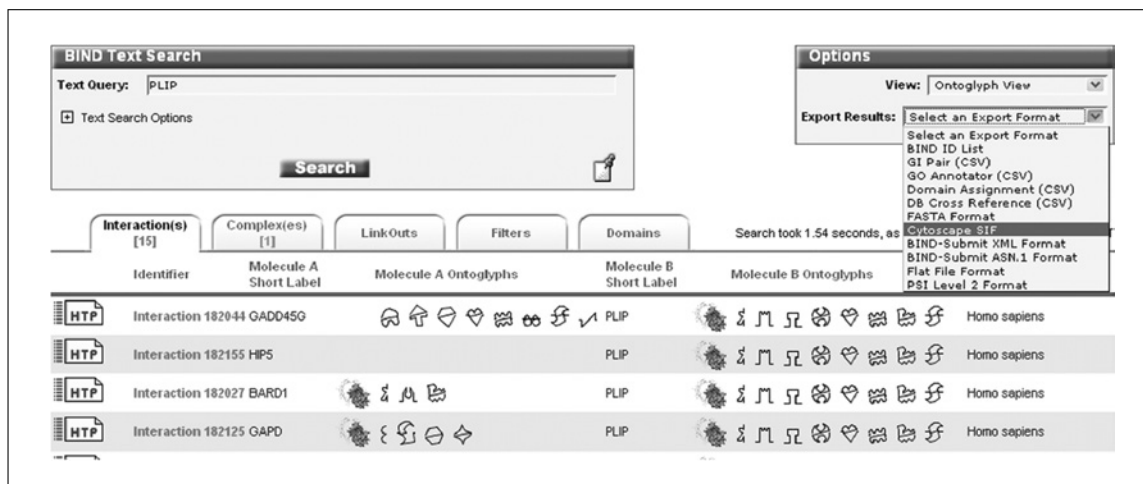 BIND Text Search
Text Query: PLIP
+ Text Search Options
Search
Options
View: Ontoglyph View
Export Results: Select an Export Format
Select an Export Format
BIND ID List
GI Pair (CSV)
GO Annotator (CSV)
Domain Assignment (CSV)
DB Cross Reference (CSV)
FASTA Format
Cytoscape SIF
BIND-Submit XML Format
BIND-Submit ASN.1 Format
Flat File Format
PSI Level 2 Format
Interaction(s) [15]
Complex(es) [1]
LinkOuts
Filters
Domains
Search took 1.54 seconds, as
Identifier
Molecule A Short Label
Molecule A Ontoglyphs
Molecule B Short Label
Molecule B Ontoglyphs
HTP Interaction 182044 GADD45G PLIP Homo sapiens
HTP Interaction 182155 HIP5 PLIP Homo sapiens
HTP Interaction 182027 BARD1 PLIP Homo sapiens
HTP Interaction 182125 GAPD PLIP Homo sapiens